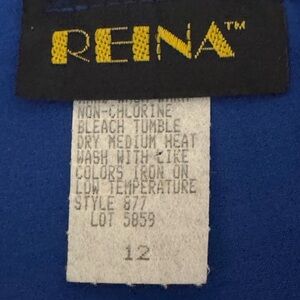 REINA™
NON-CHLORINE
BLEACH TUMBLE
DRY MEDIUM HEAT
WASH WITH LIKE
COLORS IRON ON
LOW TEMPERATURE
STYLE 877
LOT 5859
12